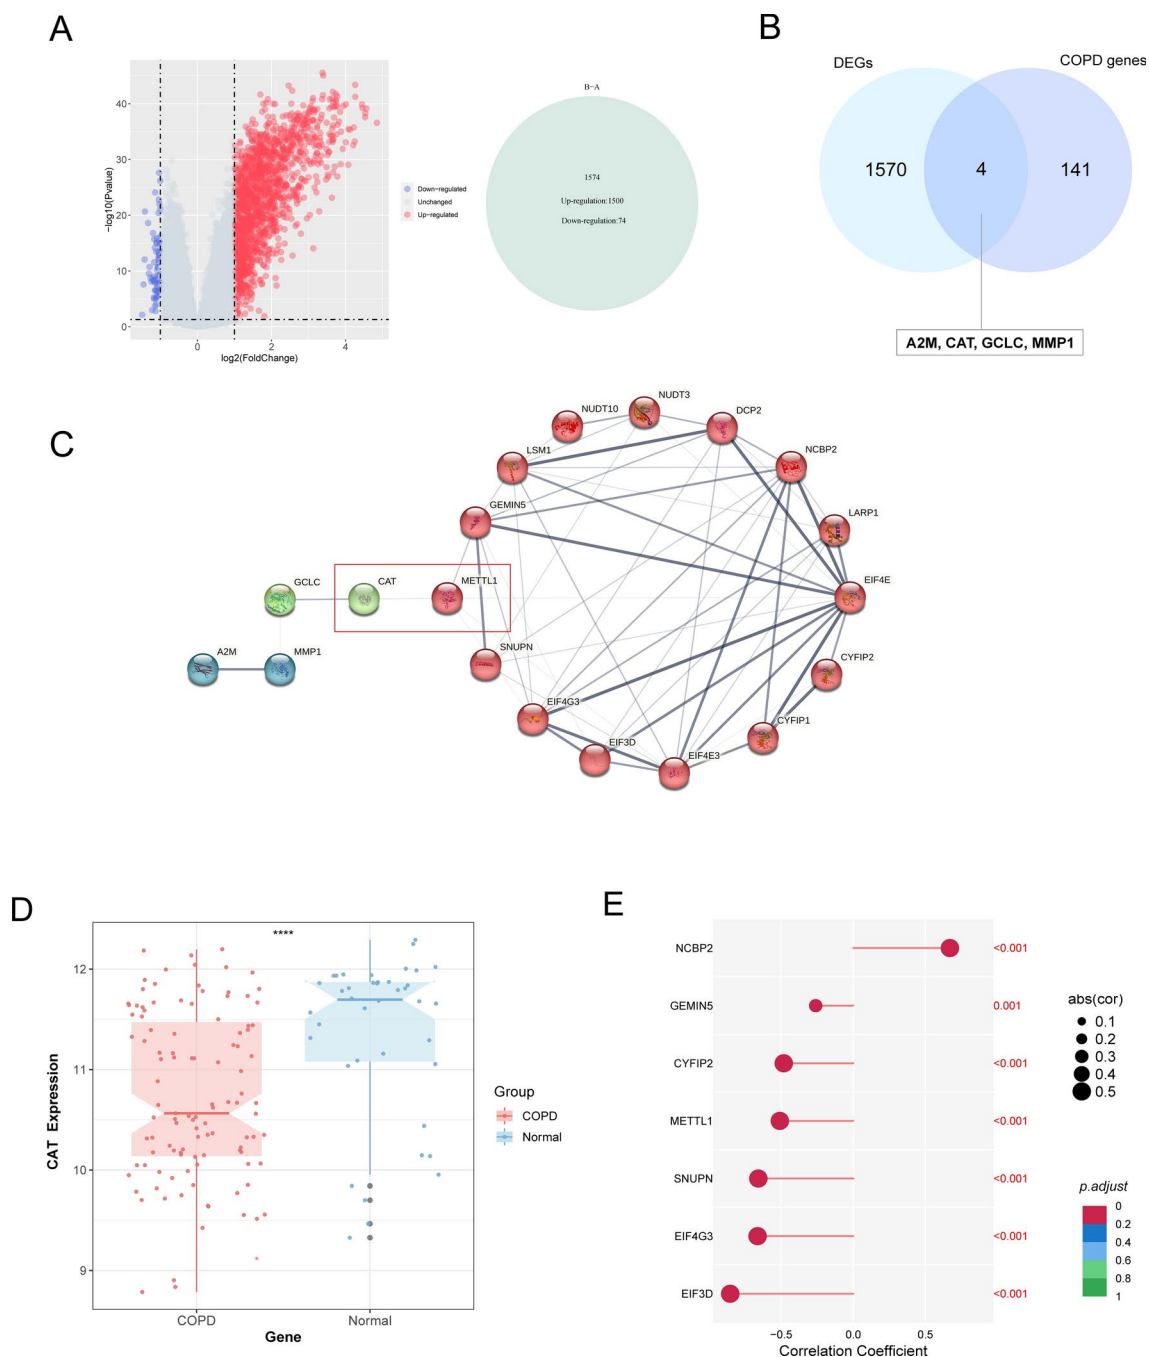 A
−log10(Pvalue)
40
30
20
10
0
0
2
4
log2(FoldChange)
Down-regulated
Unchanged
Up-regulated
B−A
1574
Up-regulation:1500
Down-regulation:74
B
DEGs
COPD genes
1570
4
141
A2M, CAT, GCLC, MMP1
C
NUDT3
NUDT10
DCP2
LSM1
NCBP2
GEMIN5
LARP1
GCLC
CAT
METTL1
EIF4E
A2M
MMP1
SNUPN
CYFIP2
EIF4G3
CYFIP1
EIF3D
EIF4E3
D
****
CAT Expression
12
11
10
9
COPD
Normal
Gene
Group
COPD
Normal
E
NCBP2
<0.001
GEMIN5
0.001
CYFIP2
<0.001
METTL1
<0.001
SNUPN
<0.001
EIF4G3
<0.001
EIF3D
<0.001
−0.5
0.0
0.5
Correlation Coefficient
abs(cor)
0.1
0.2
0.3
0.4
0.5
p.adjust
0
0.2
0.4
0.6
0.8
1